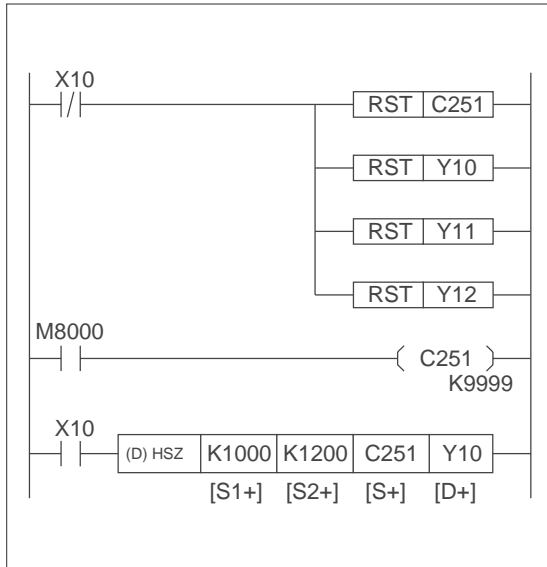 X10
RST C251
RST Y10
RST Y11
RST Y12
M8000
C251
K9999
X10
(D) HSZ K1000 K1200 C251 Y10
[S1+] [S2+] [S+] [D+]